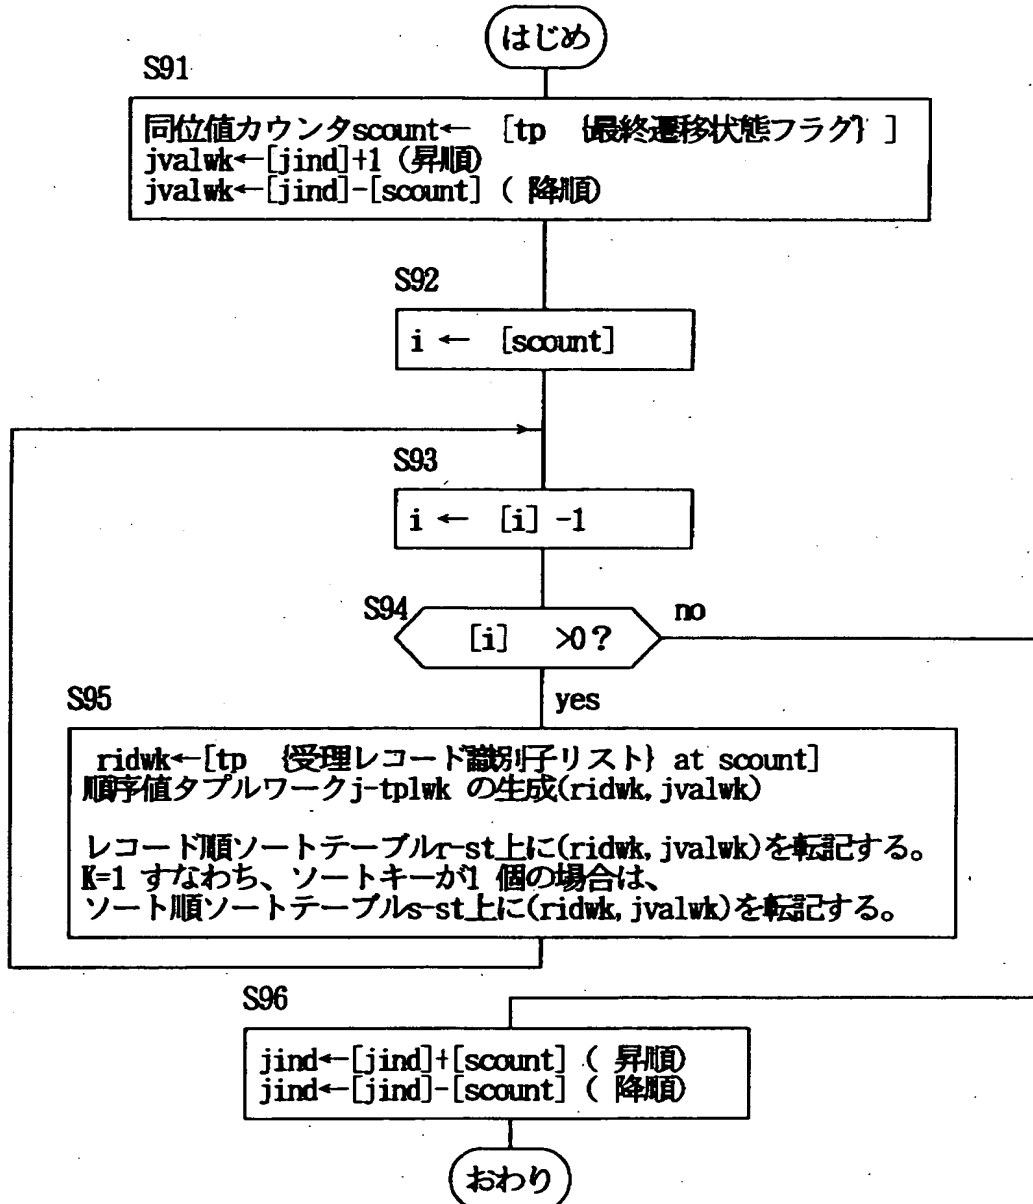 はじめ
S91
同位値カウンタscount← [tp {最終遷移状態フラグ} ]
jvalwk←[jind]+1 (昇順)
jvalwk←[jind]-[scount] ( 降順)
S92
i ← [scount]
S93
i ← [i] -1
S94
[i] >0?
no
yes
S95
ridwk←[tp {受理レコード識別子リスト} at scount]
順序値タプルワークj-tplwk の生成(ridwk, jvalwk)
レコード順ソートテーブルr-st上に(ridwk, jvalwk)を転記する。
K=1 すなわち、ソートキーが1 個の場合は、
ソート順ソートテーブルs-st上に(ridwk, jvalwk)を転記する。
S96
jind←[jind]+[scount] ( 昇順)
jind←[jind]-[scount] ( 降順)
おわり